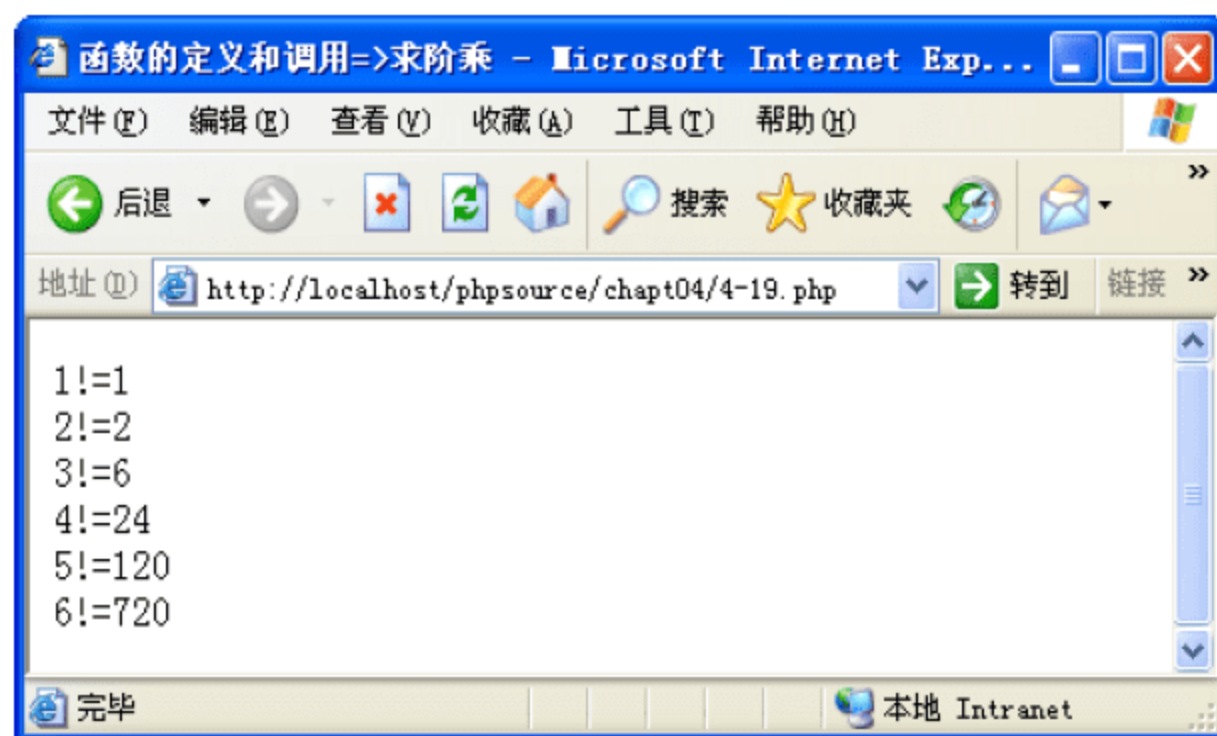 函数的定义和调用=>求阶乘 - Microsoft Internet Exp...
文件(F) 编辑(E) 查看(V) 收藏(A) 工具(T) 帮助(H)
后退 搜索 收藏夹 »
地址(D) http://localhost/phpsource/chapt04/4-19.php 转到 链接 »
1!=1
2!=2
3!=6
4!=24
5!=120
6!=720
完毕 本地 Intranet